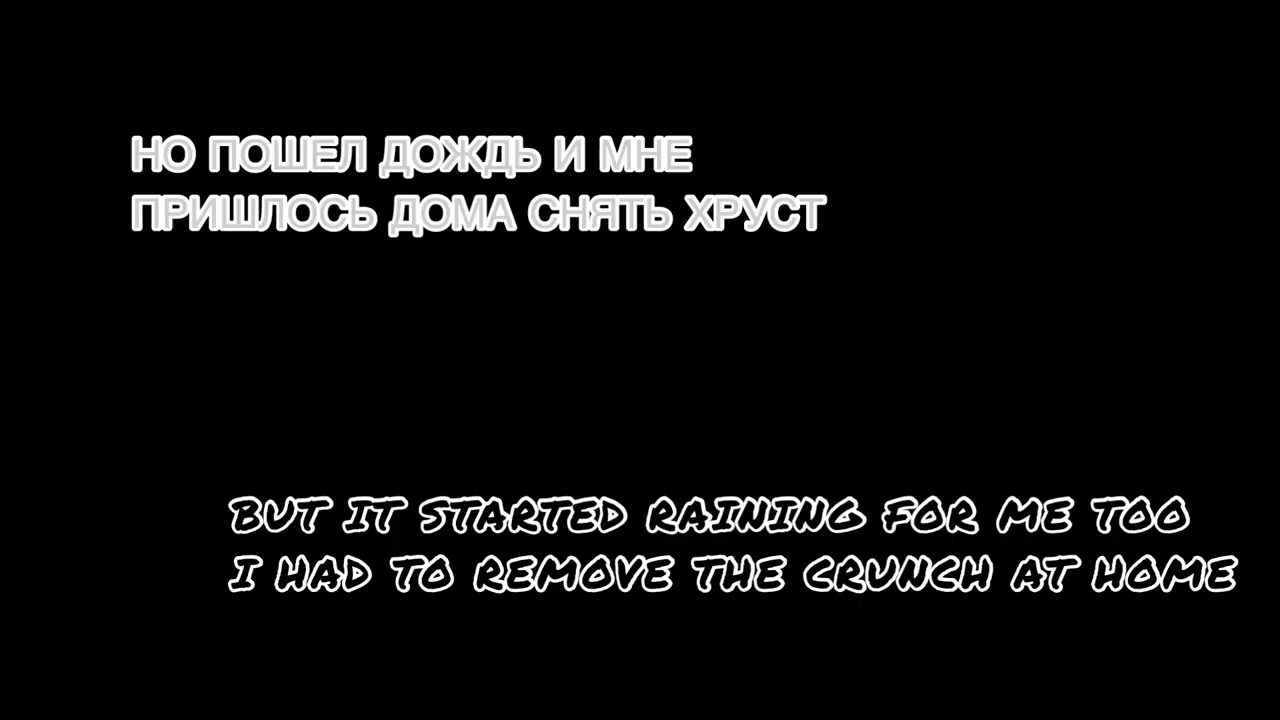 НО ПОШЕЛ ДОЖДЬ И МНЕ
ПРИШЛОСЬ ДОМА СНЯТЬ ХРУСТ
BUT IT STARTED RAINING FOR ME TOO
I HAD TO REMOVE THE CRUNCH AT HOME